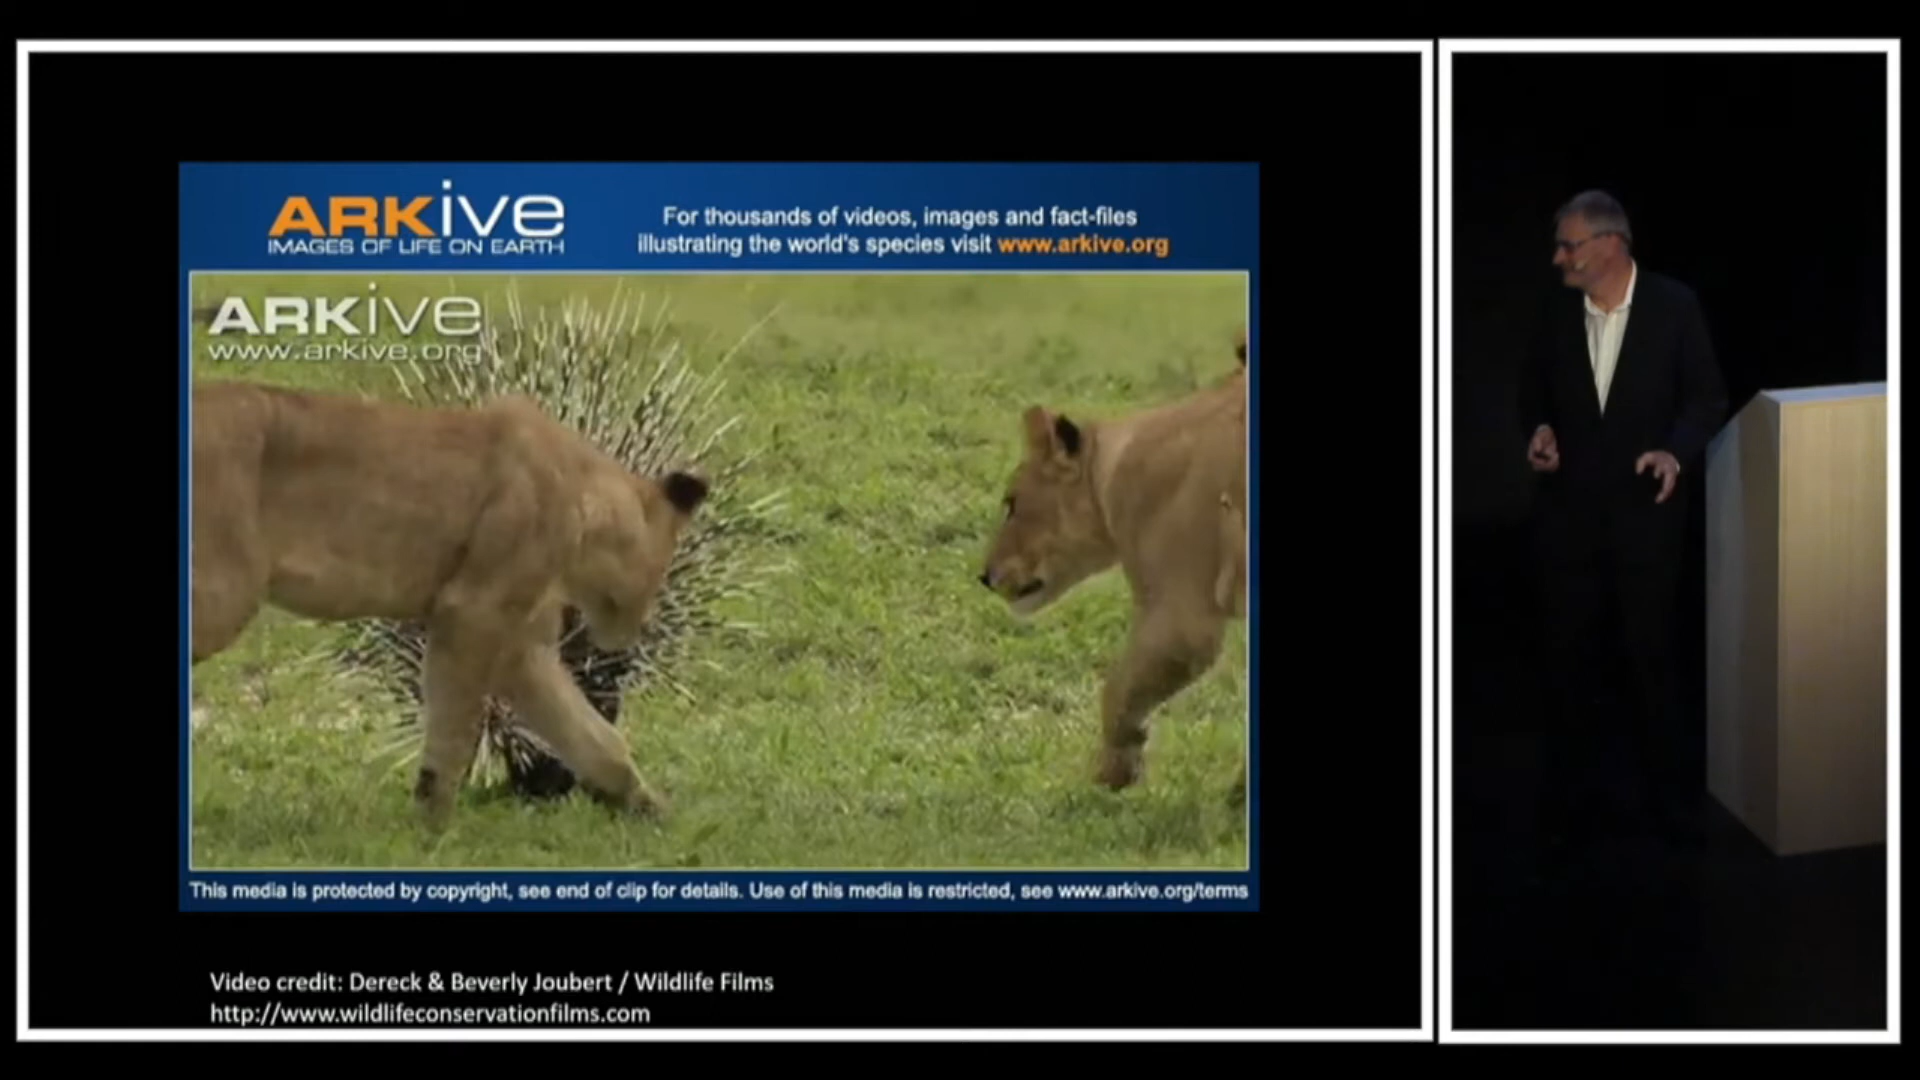 ARKive
IMAGES OF LIFE ON EARTH
For thousands of videos, images and fact-files
illustrating the world's species visit www.arkive.org
ARKive
www.arkive.org
This media is protected by copyright, see end of clip for details. Use of this media is restricted, see www.arkive.org/terms
Video credit: Dereck & Beverly Joubert / Wildlife Films
http://www.wildlifeconservationfilms.com